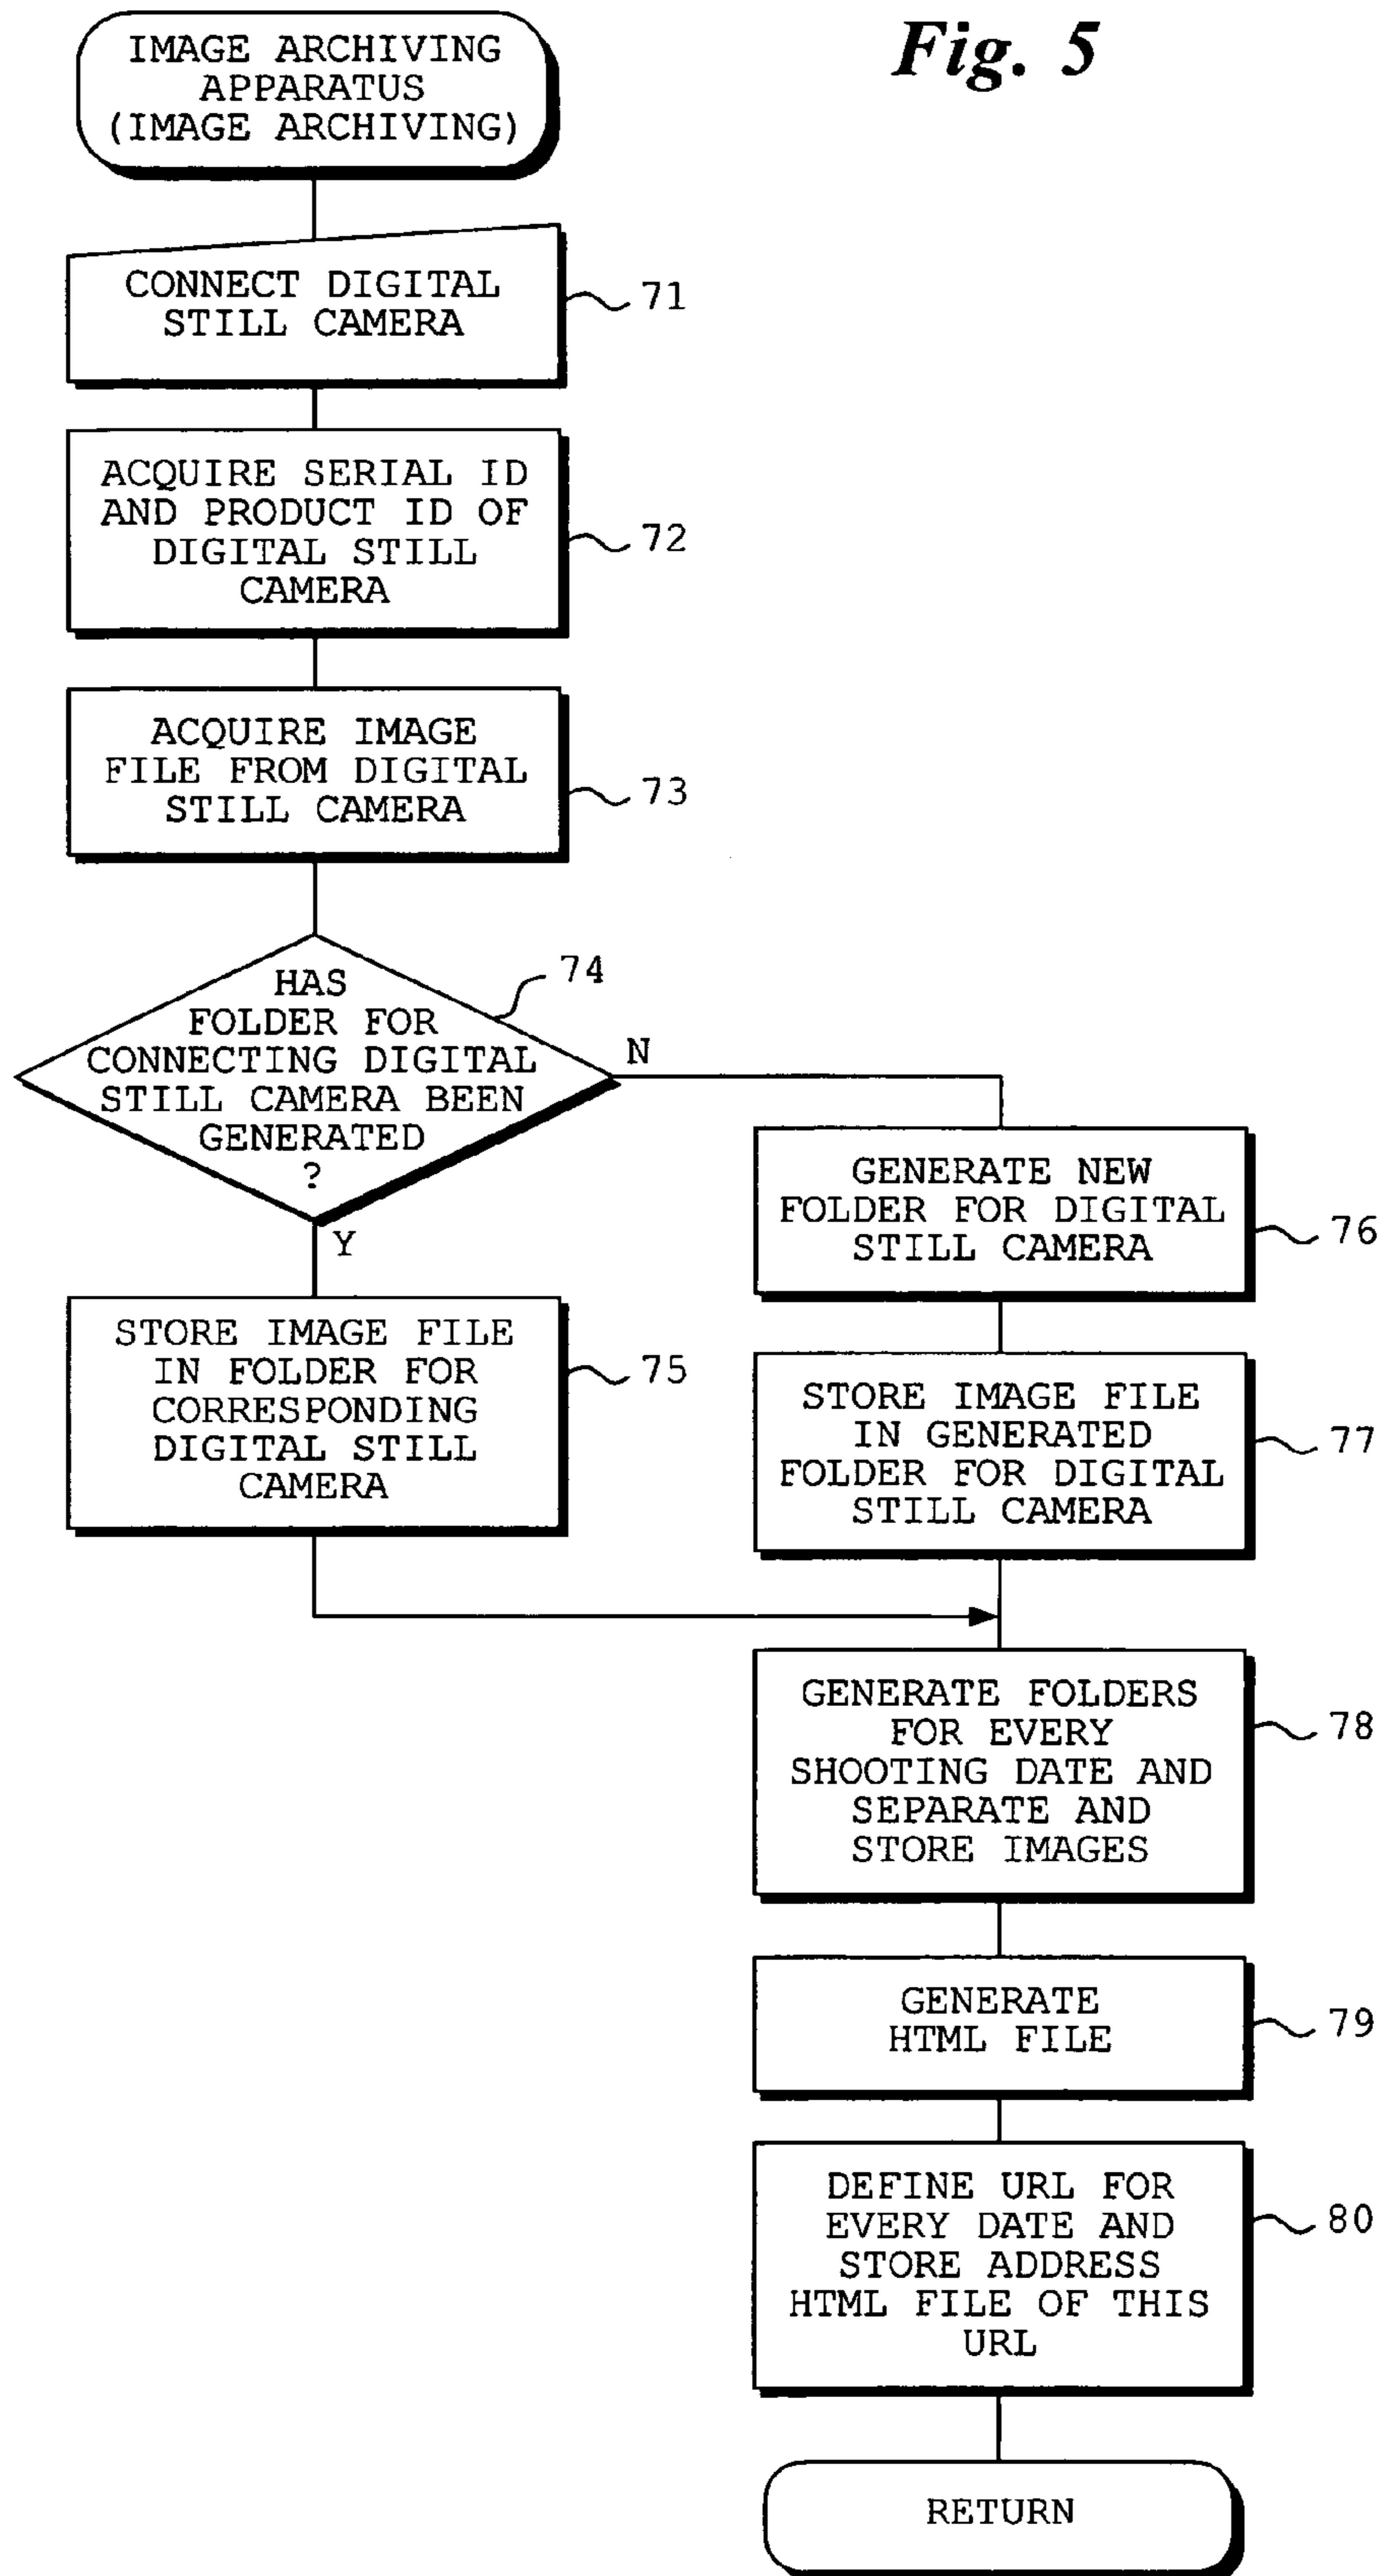 Fig. 5
IMAGE ARCHIVING
APPARATUS
(IMAGE ARCHIVING)
CONNECT DIGITAL
STILL CAMERA
71
ACQUIRE SERIAL ID
AND PRODUCT ID OF
DIGITAL STILL
CAMERA
72
ACQUIRE IMAGE
FILE FROM DIGITAL
STILL CAMERA
73
HAS
FOLDER FOR
CONNECTING DIGITAL
STILL CAMERA BEEN
GENERATED
?
74
N
Y
STORE IMAGE FILE
IN FOLDER FOR
CORRESPONDING
DIGITAL STILL
CAMERA
75
GENERATE NEW
FOLDER FOR DIGITAL
STILL CAMERA
76
STORE IMAGE FILE
IN GENERATED
FOLDER FOR DIGITAL
STILL CAMERA
77
GENERATE FOLDERS
FOR EVERY
SHOOTING DATE AND
SEPARATE AND
STORE IMAGES
78
GENERATE
HTML FILE
79
DEFINE URL FOR
EVERY DATE AND
STORE ADDRESS
HTML FILE OF THIS
URL
80
RETURN